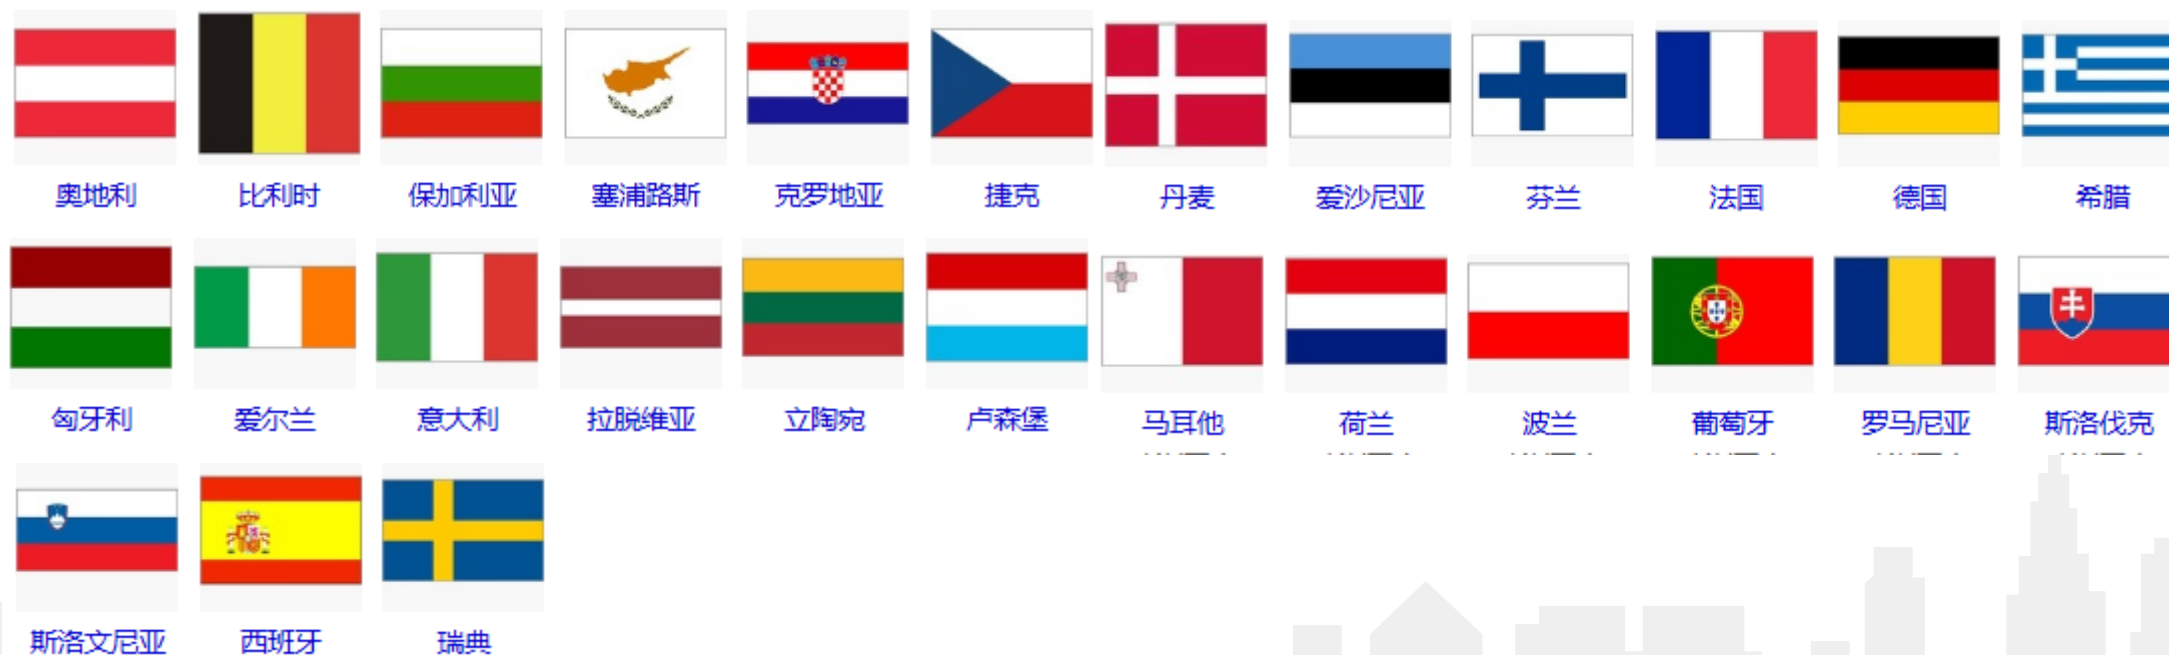 奥地利 比利时 保加利亚 塞浦路斯 克罗地亚 捷克 丹麦 爱沙尼亚 芬兰 法国 德国 希腊
匈牙利 爱尔兰 意大利 拉脱维亚 立陶宛 卢森堡 马耳他 荷兰 波兰 葡萄牙 罗马尼亚 斯洛伐克
斯洛文尼亚 西班牙 瑞典